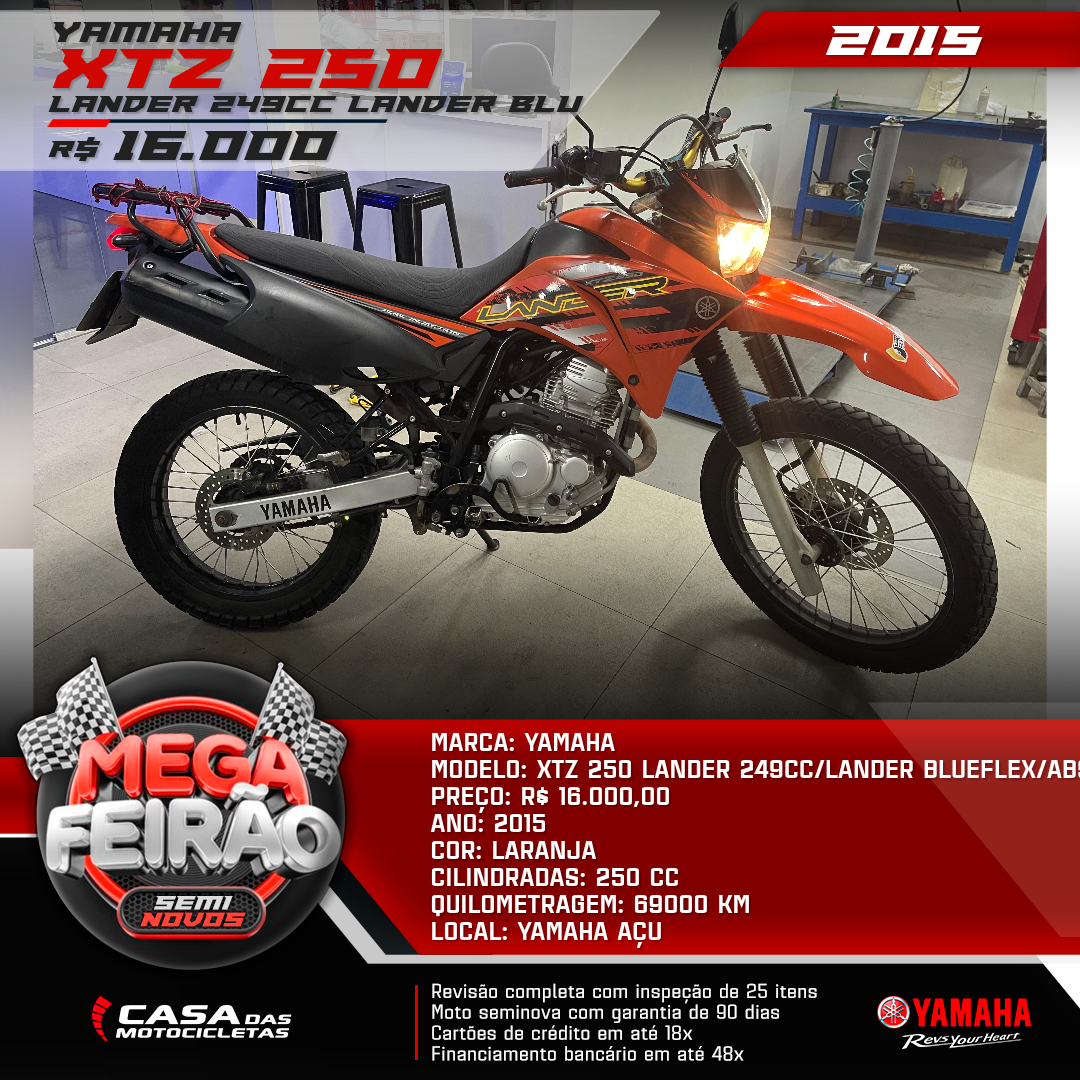 YAMAHA
XTZ 250
LANDER 249CC LANDER BLU
R$ 16.000
2015
LANDER
YAMAHA
MEGA
FEIRÃO
SEMI
NOVOS
MARCA: YAMAHA
MODELO: XTZ 250 LANDER 249CC/LANDER BLUEFLEX/ABS
PREÇO: R$ 16.000,00
ANO: 2015
COR: LARANJA
CILINDRADAS: 250 CC
QUILOMETRAGEM: 69000 KM
LOCAL: YAMAHA AÇU
CASA DAS
MOTOCICLETAS
Revisão completa com inspeção de 25 itens
Moto seminova com garantia de 90 dias
Cartões de crédito em até 18x
Financiamento bancário em até 48x
YAMAHA
Revs Your Heart